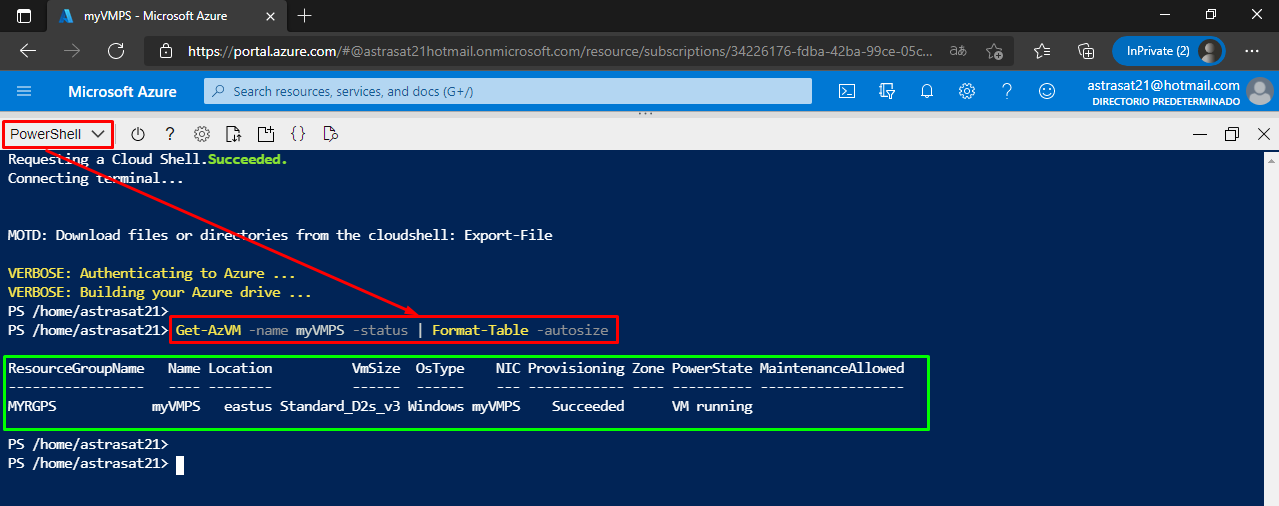 myVMPS - Microsoft Azure
https://portal.azure.com/#@astrasat21hotmail.onmicrosoft.com/resource/subscriptions/34226176-fdba-42ba-99ce-05c...
aあ
InPrivate (2)
Microsoft Azure
Search resources, services, and docs (G+/)
astrasat21@hotmail.com
DIRECTORIO PREDETERMINADO
PowerShell
Requesting a Cloud Shell.Succeeded.
Connecting terminal...
MOTD: Download files or directories from the cloudshell: Export-File
VERBOSE: Authenticating to Azure ...
VERBOSE: Building your Azure drive ...
PS /home/astrasat21>
PS /home/astrasat21> Get-AzVM -name myVMPS -status | Format-Table -autosize
ResourceGroupName Name Location VmSize OsType NIC Provisioning Zone PowerState MaintenanceAllowed
----------------- ---- -------- ------ ------ --- ------------ ---- ---------- ------------------
MYRGPS myVMPS eastus Standard_D2s_v3 Windows myVMPS Succeeded VM running
PS /home/astrasat21>
PS /home/astrasat21>